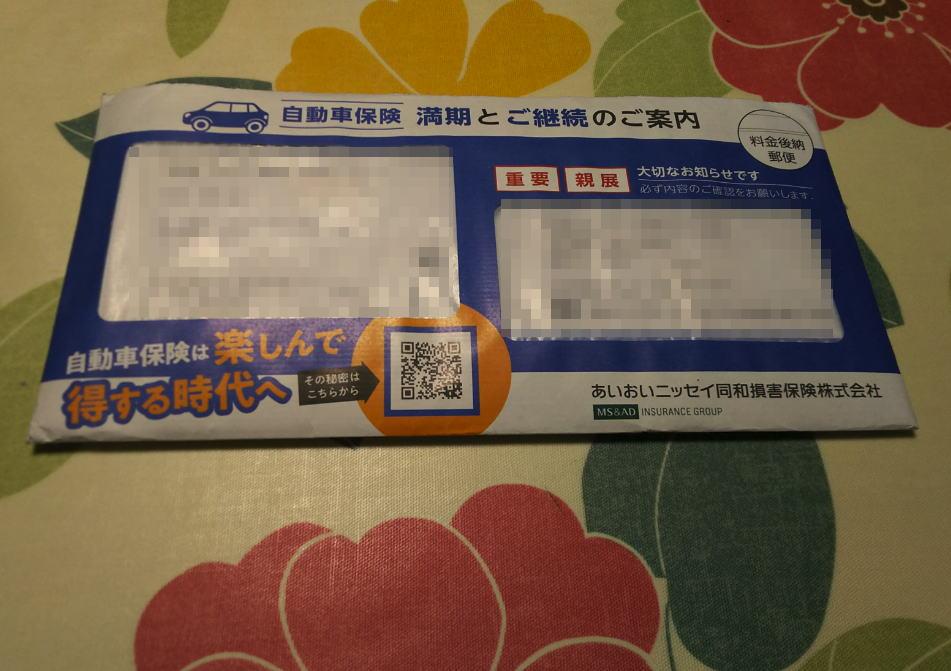 自動車保険 満期とご継続のご案内
料金後納
郵便
重要 親展 大切なお知らせです
必ず内容のご確認をお願いします。
自動車保険は 楽しんで
得する時代へ
その秘密は
こちらから
あいおいニッセイ同和損害保険株式会社
MS&AD INSURANCE GROUP